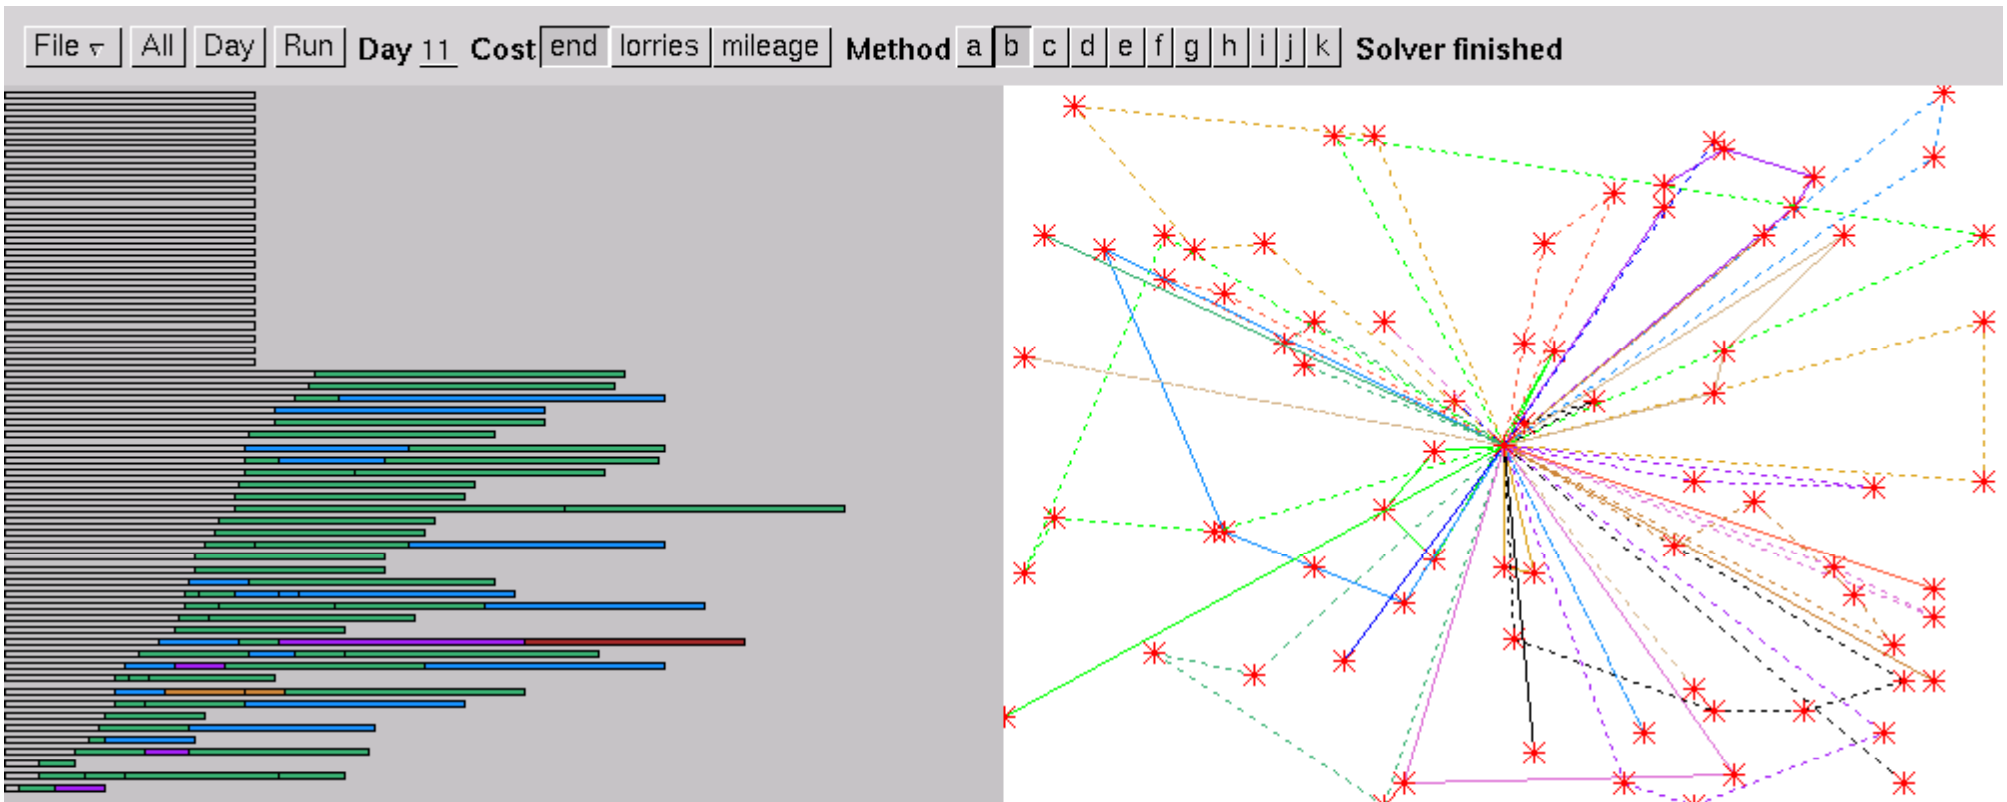 File ▿ All Day Run Day 11 Cost end lorries mileage Method a b c d e f g h i j k Solver finished